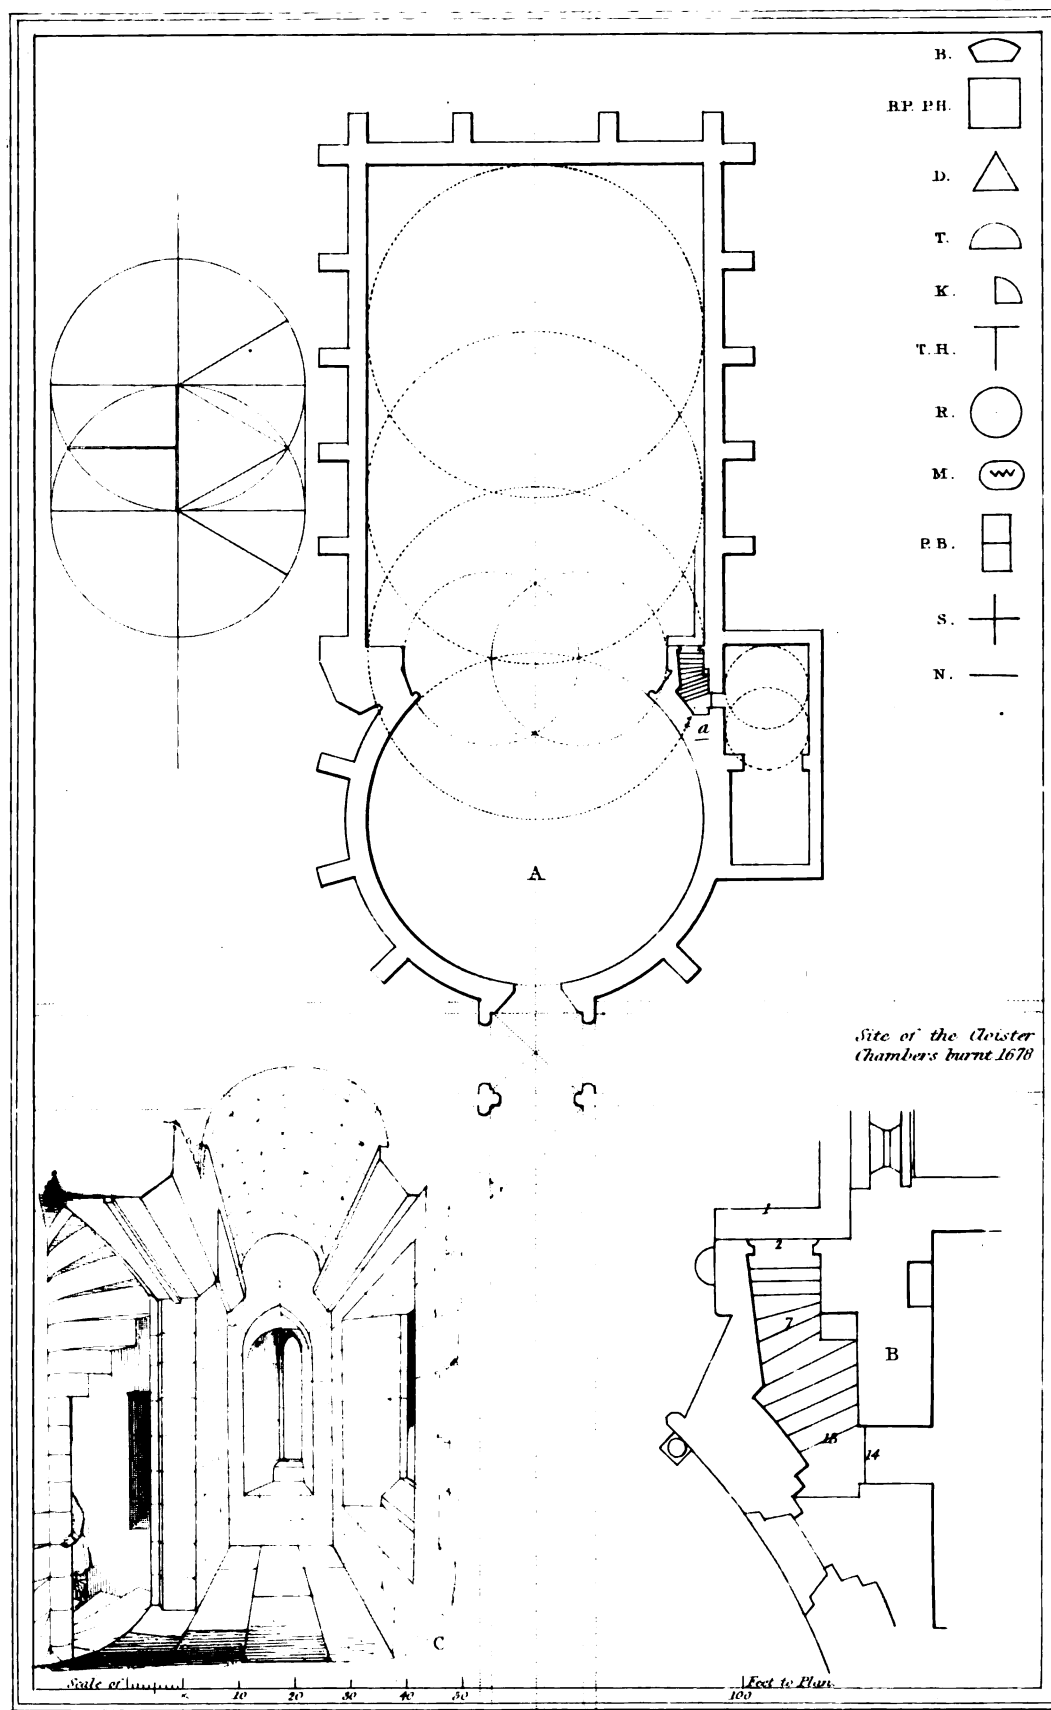 B.
B.P. P.H.
D.
T.
K.
T.H.
R.
M.
P.B.
S.
N.
a
A
Site of the Cloister
Chambers burnt 1678
1
2
7
B
13
14
C
Scale of
10 20 30 40 50 100
Feet to Plan.